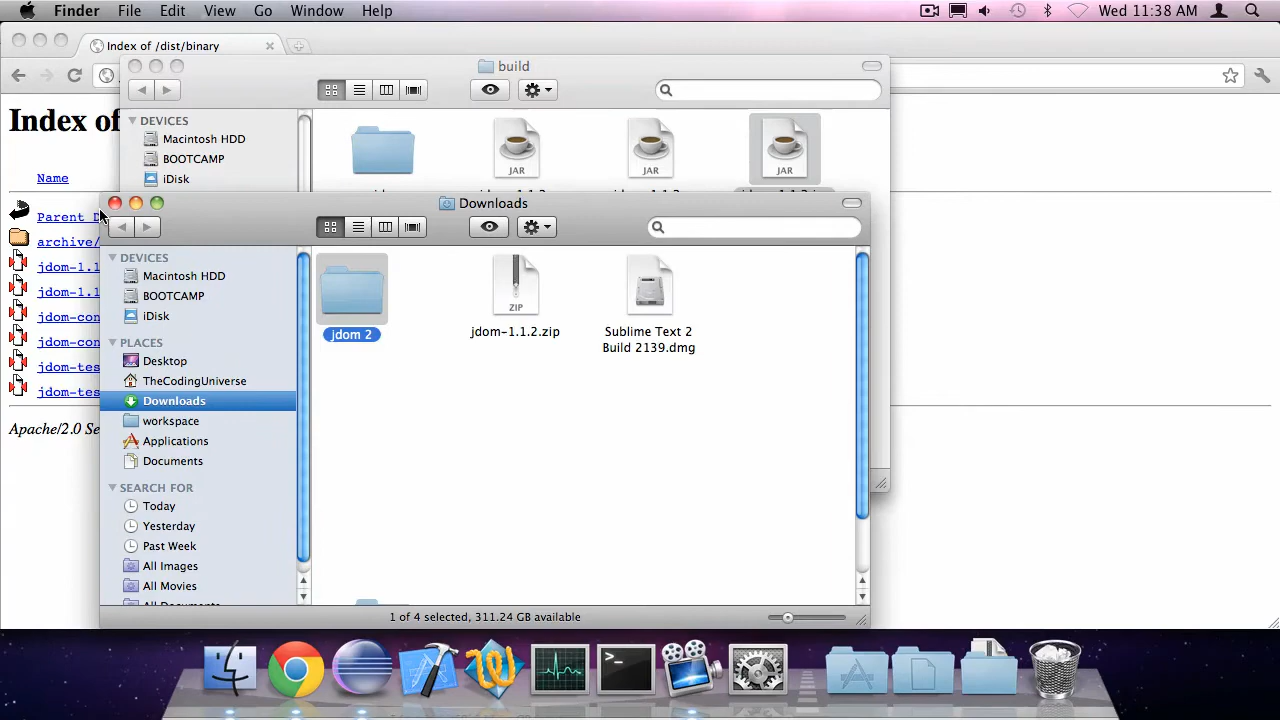 Finder File Edit View Go Window Help Wed 11:38 AM
Index of /dist/binary
build
Index of
DEVICES
Macintosh HDD
BOOTCAMP
iDisk
JAR JAR JAR
Name
Parent D
archive/
jdom-1.1
jdom-1.1
jdom-con
jdom-con
jdom-tes
jdom-tes
Apache/2.0 Se
Downloads
DEVICES
Macintosh HDD
BOOTCAMP
iDisk
PLACES
Desktop
TheCodingUniverse
Downloads
workspace
Applications
Documents
SEARCH FOR
Today
Yesterday
Past Week
All Images
All Movies
ZIP
jdom 2
jdom-1.1.2.zip
Sublime Text 2
Build 2139.dmg
1 of 4 selected, 311.24 GB available